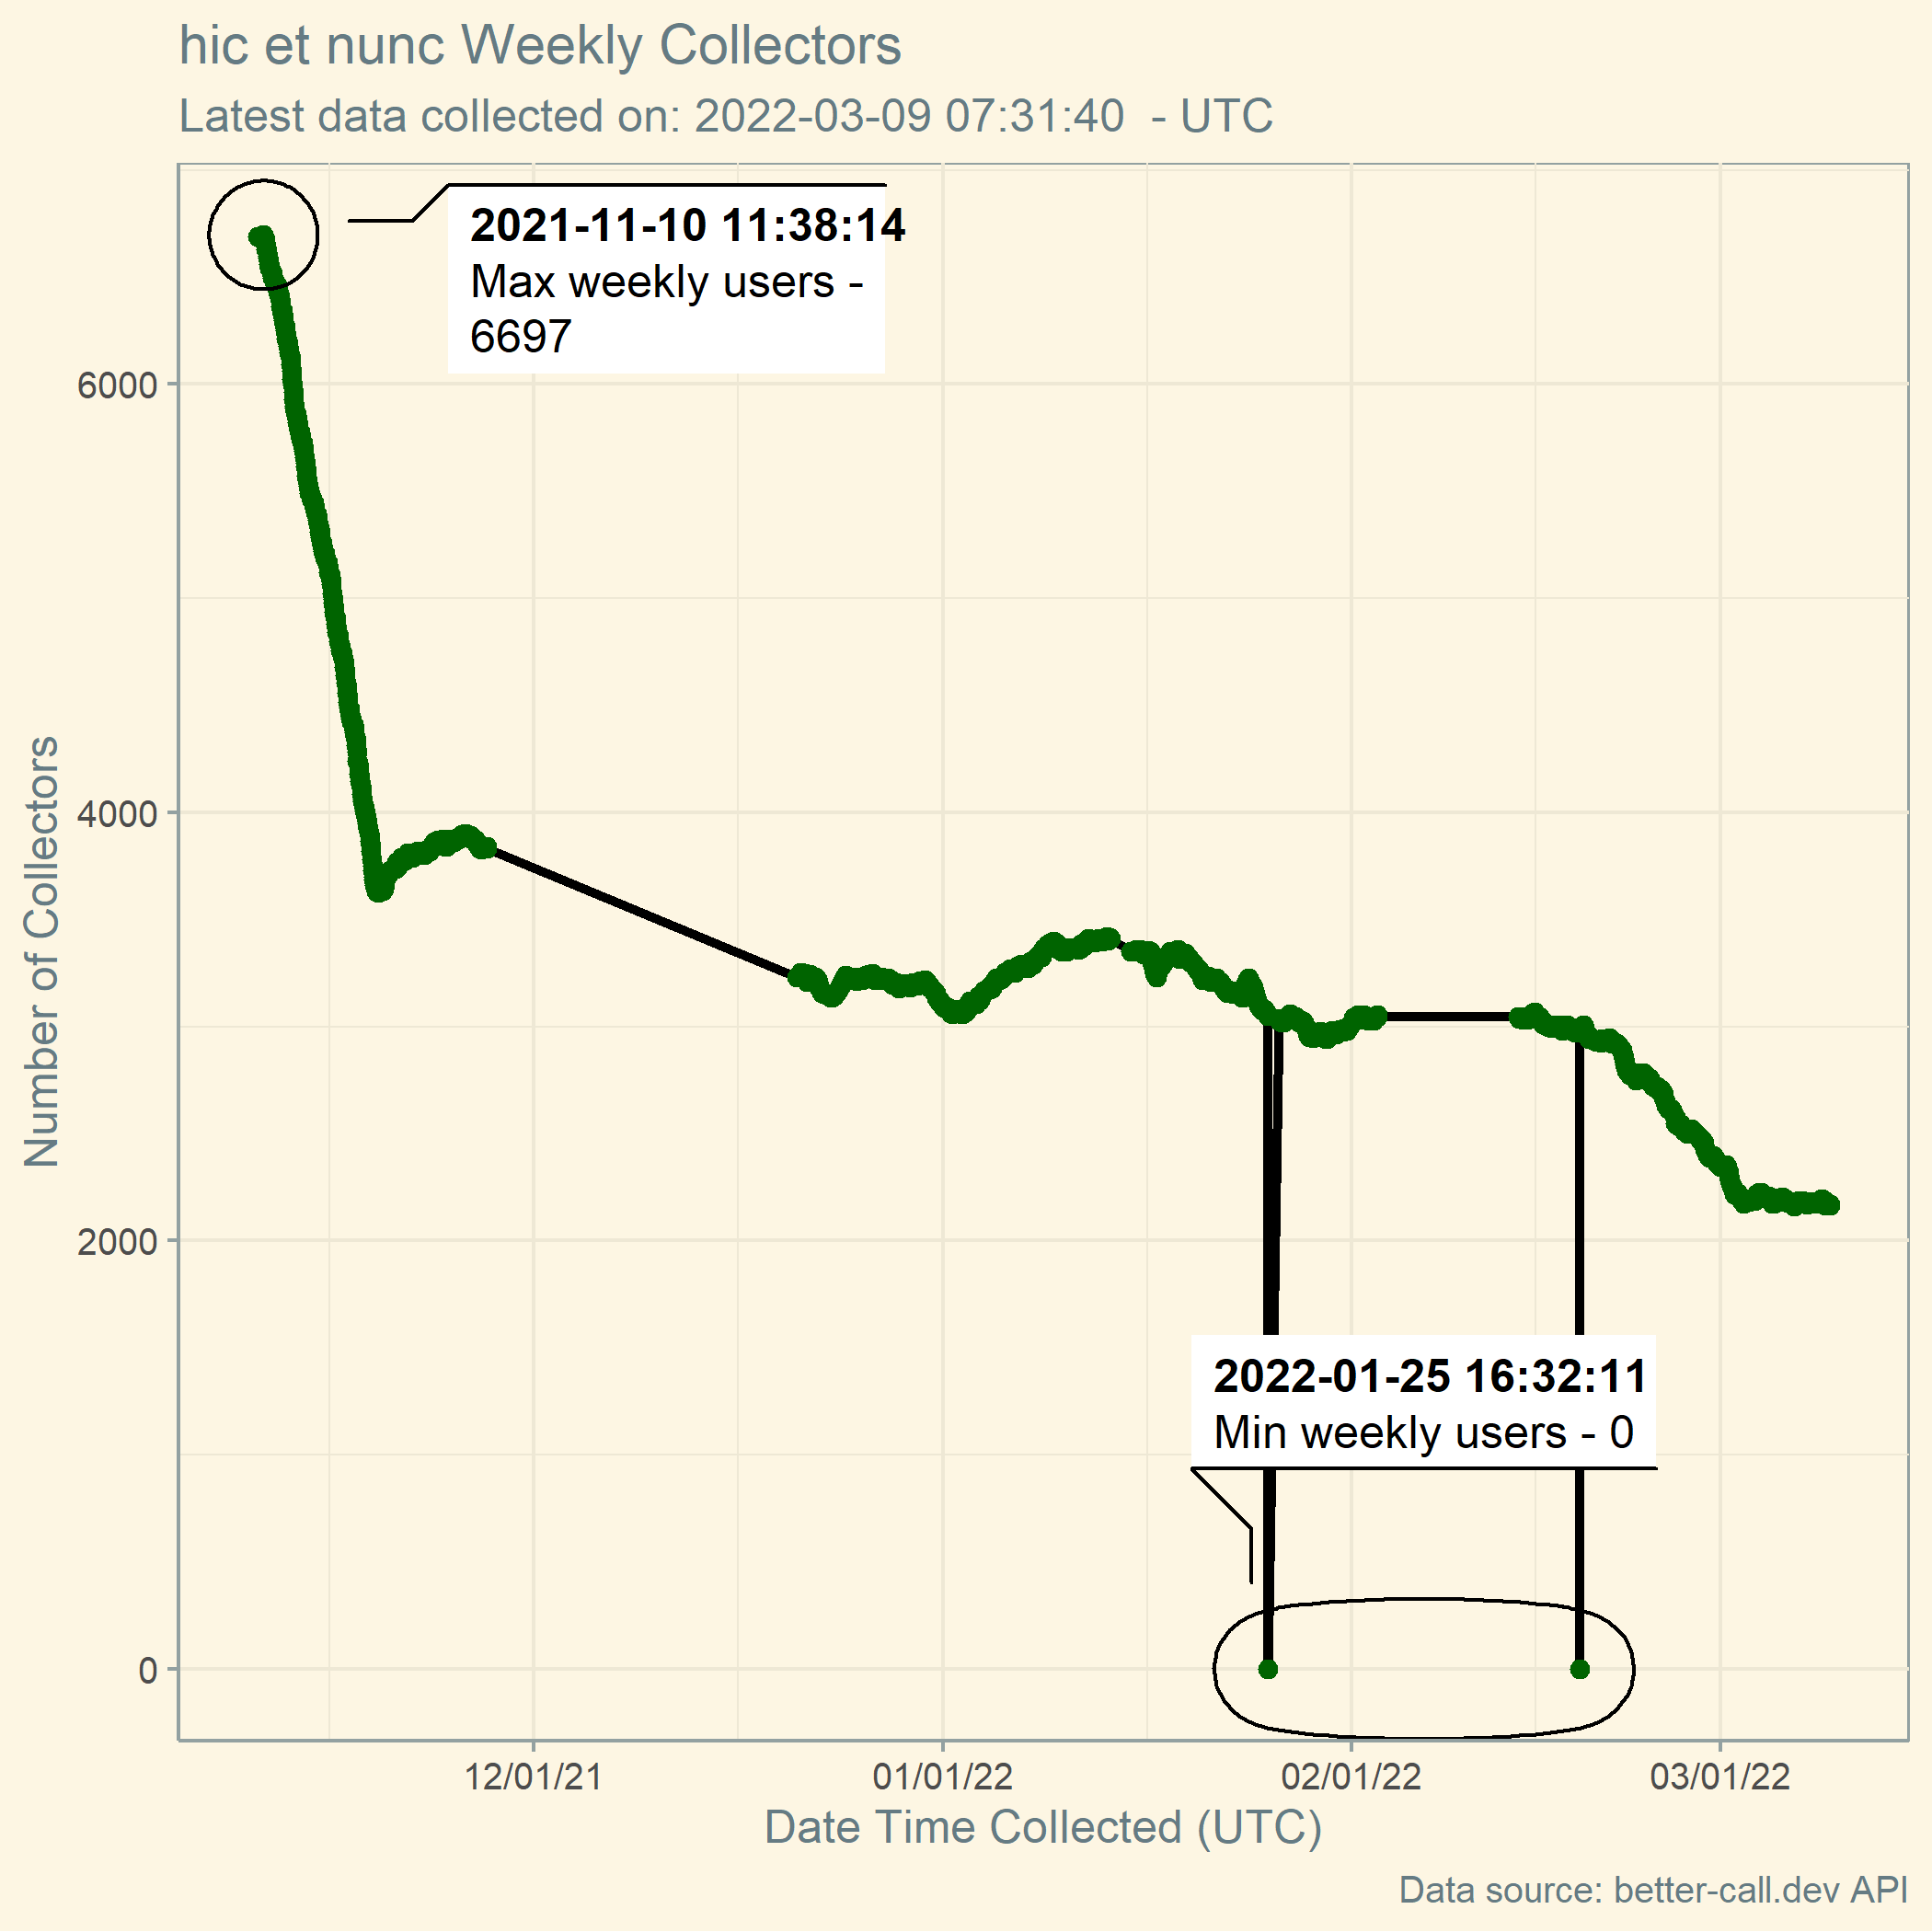 hic et nunc Weekly Collectors
Latest data collected on: 2022-03-09 07:31:40  - UTC
2021-11-10 11:38:14
Max weekly users -
6697
6000
4000
2000
0
Number of Collectors
2022-01-25 16:32:11
Min weekly users - 0
12/01/21
01/01/22
02/01/22
03/01/22
Date Time Collected (UTC)
Data source: better-call.dev API